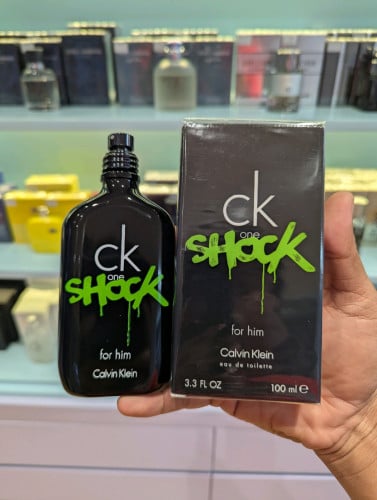 ck
one
SHOCK
for him
Calvin Klein
ck
one
SHOCK
for him
Calvin Klein
eau de toilette
3.3 FL OZ 100 ml e